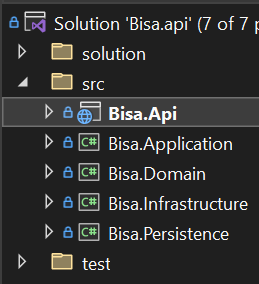 Solution 'Bisa.api' (7 of 7 p
solution
src
Bisa.Api
C# Bisa.Application
C# Bisa.Domain
C# Bisa.Infrastructure
C# Bisa.Persistence
test